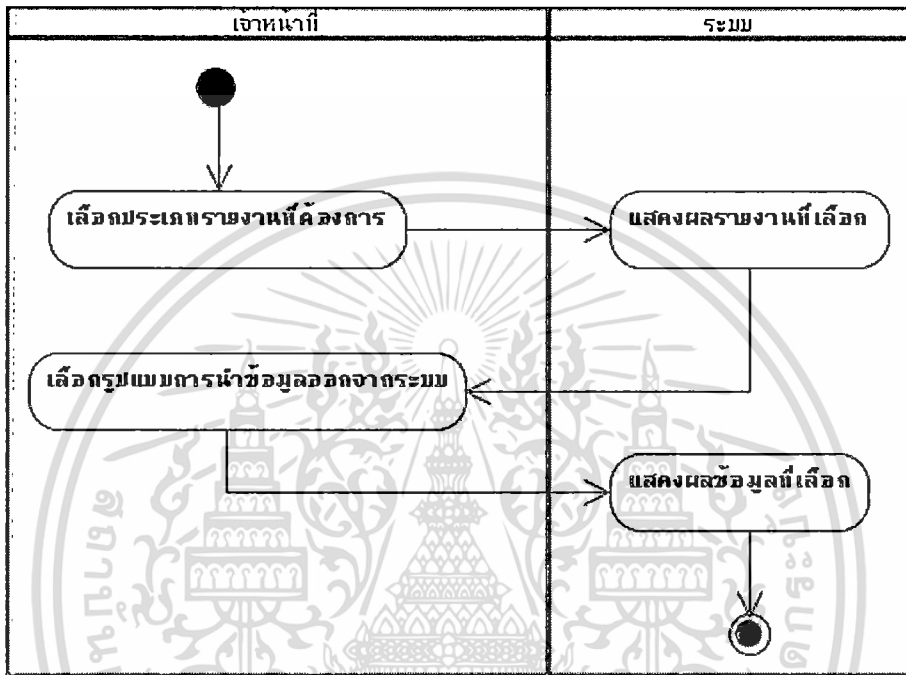 เจ้าหน้าที่
ระบบ
เลือกประเภทรายงานที่ต้องการ
แสดงผลรายงานที่เลือก
เลือกรูปแบบการนำข้อมูลออกจากระบบ
แสดงผลข้อมูลที่เลือก